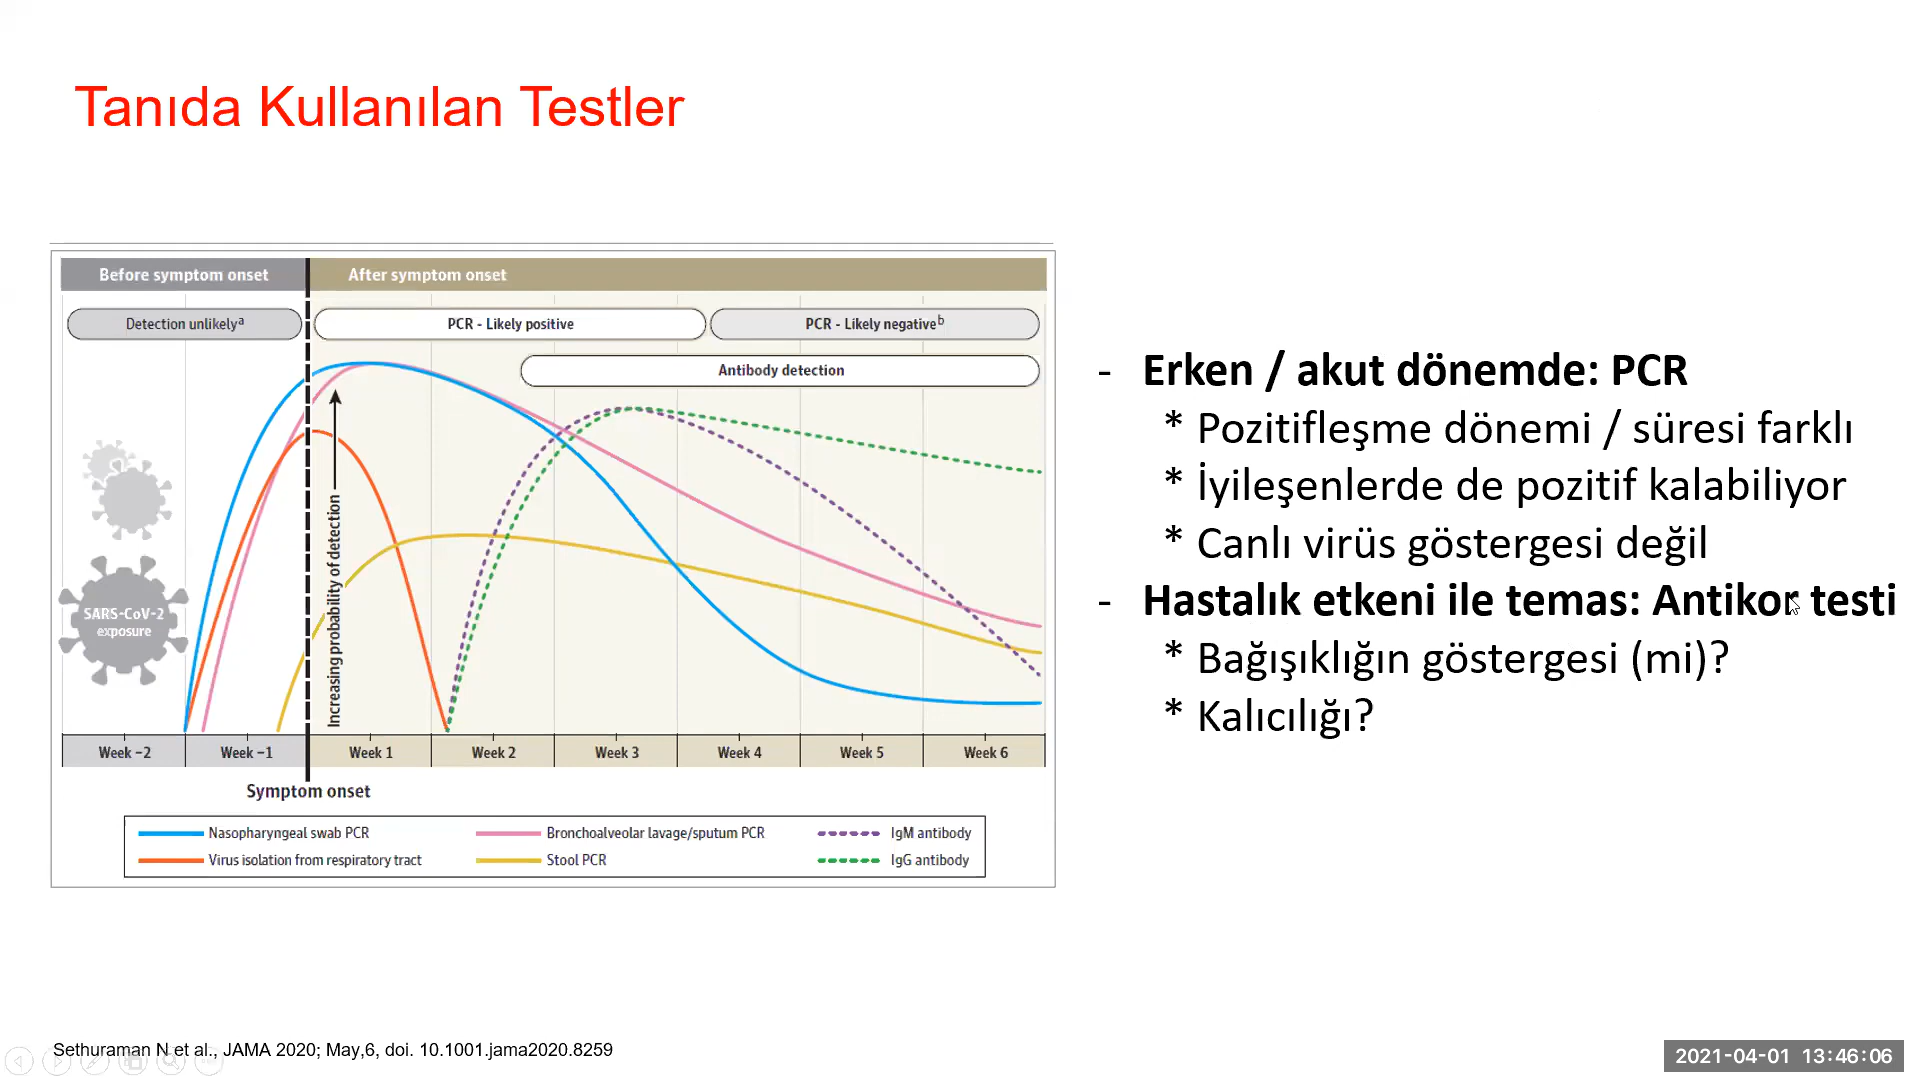 Tanıda Kullanılan Testler
Before symptom onset
After symptom onset
Detection unlikelyᵃ
PCR - Likely positive
PCR - Likely negativeᵇ
Antibody detection
SARS-CoV-2
exposure
Increasing probability of detection
Week −2
Week −1
Week 1
Week 2
Week 3
Week 4
Week 5
Week 6
Symptom onset
Nasopharyngeal swab PCR
Bronchoalveolar lavage/sputum PCR
IgM antibody
Virus isolation from respiratory tract
Stool PCR
IgG antibody
- Erken / akut dönemde: PCR
* Pozitifleşme dönemi / süresi farklı
* İyileşenlerde de pozitif kalabiliyor
* Canlı virüs göstergesi değil
- Hastalık etkeni ile temas: Antikor testi
* Bağışıklığın göstergesi (mi)?
* Kalıcılığı?
Sethuraman N et al., JAMA 2020; May,6, doi. 10.1001.jama2020.8259
2021-04-01 13:46:06